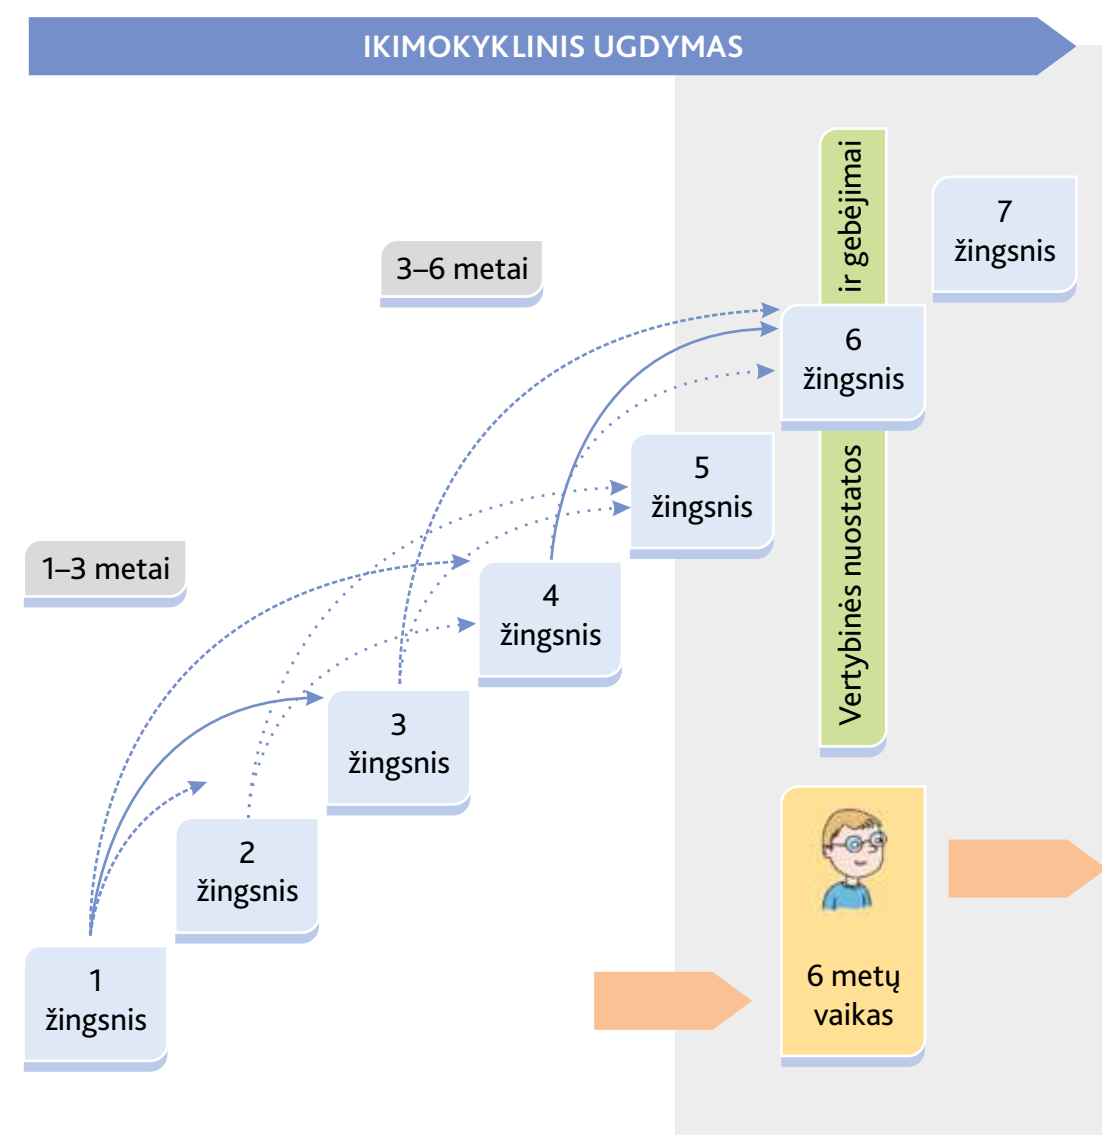 IKIMOKYKLINIS UGDYMAS
ir gebėjimai
7
žingsnis
3–6 metai
6
žingsnis
5
žingsnis
Vertybinės nuostatos
1–3 metai
4
žingsnis
3
žingsnis
2
žingsnis
1
žingsnis
6 metų
vaikas